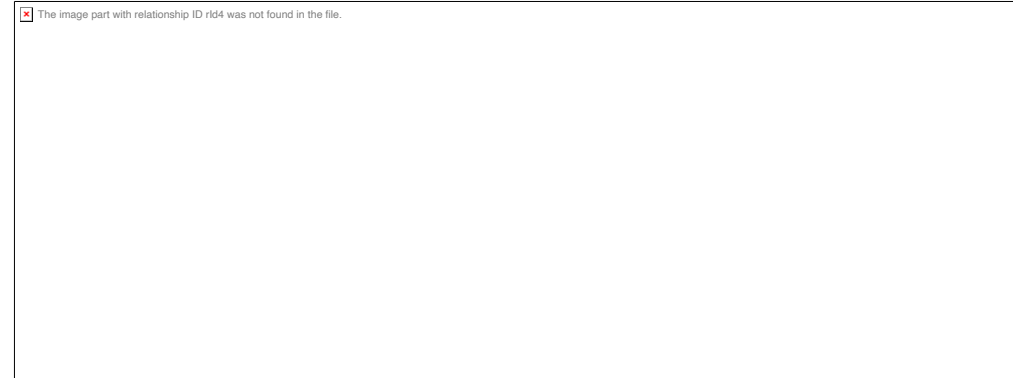 The image part with relationship ID rId4 was not found in the file.